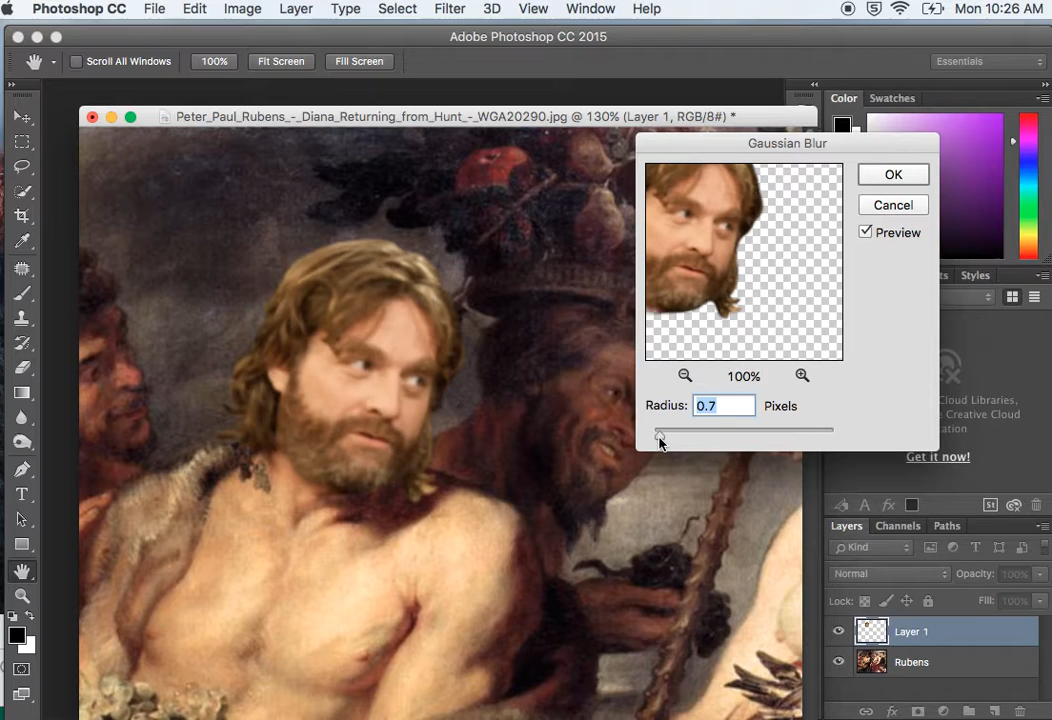 Photoshop CC File Edit Image Layer Type Select Filter 3D View Window Help Mon 10:26 AM
Adobe Photoshop CC 2015
Scroll All Windows 100% Fit Screen Fill Screen Essentials
Peter_Paul_Rubens_-_Diana_Returning_from_Hunt_-_WGA20290.jpg @ 130% (Layer 1, RGB/8#) *
Color Swatches
Gaussian Blur
OK
Cancel
Preview
Styles
100%
Radius: 0.7 Pixels
Cloud Libraries,
Creative Cloud
Get it now!
St
Layers Channels Paths
Kind
Normal Opacity: 100%
Lock: Fill: 100%
Layer 1
Rubens
fx